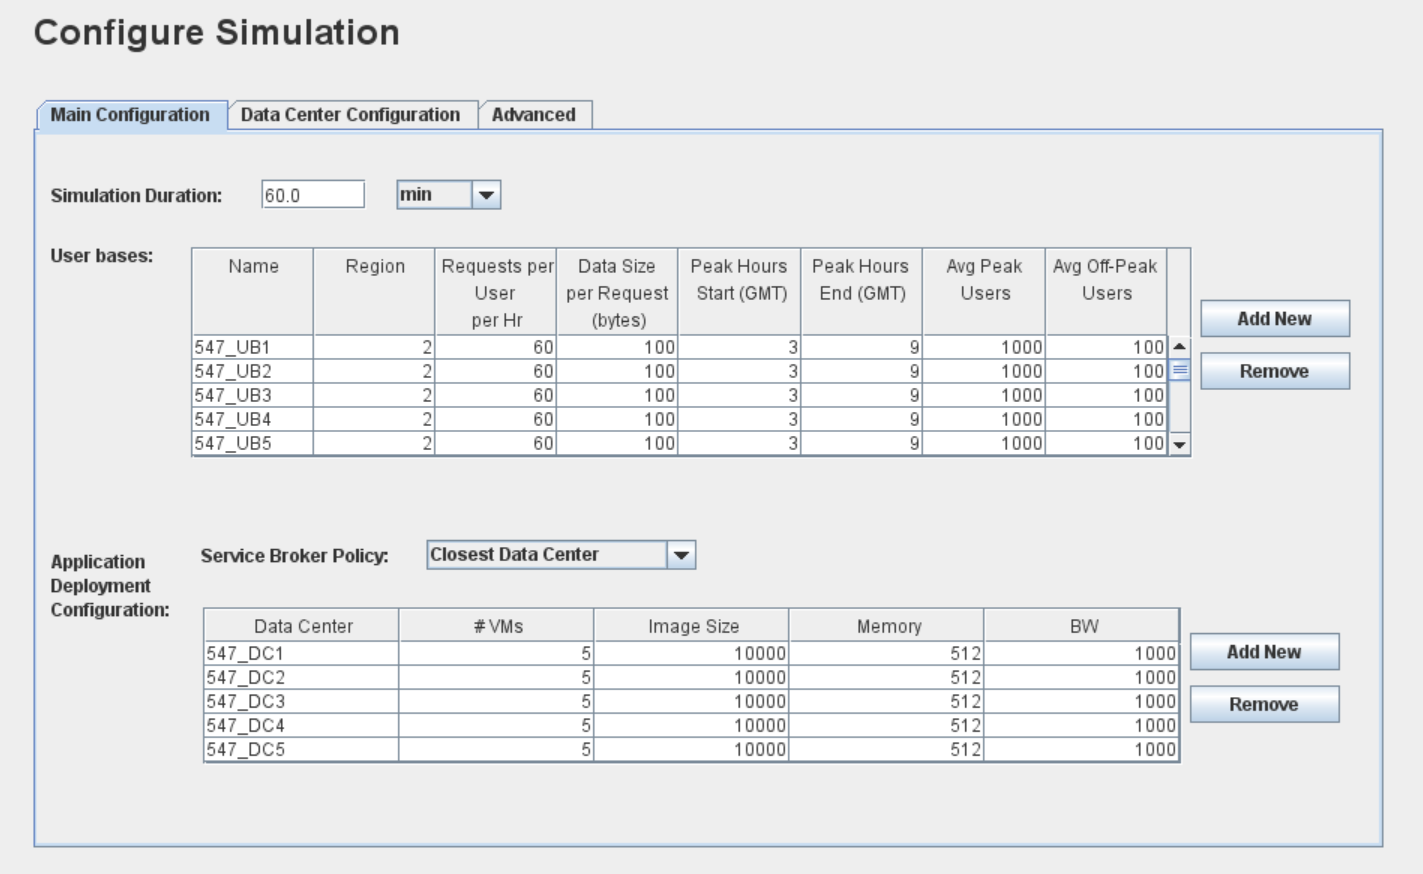 Configure Simulation
Main Configuration Data Center Configuration Advanced
Simulation Duration: 60.0 min
User bases:
Name Region Requests per User per Hr Data Size per Request (bytes) Peak Hours Start (GMT) Peak Hours End (GMT) Avg Peak Users Avg Off-Peak Users
547_UB1 2 60 100 3 9 1000 100
547_UB2 2 60 100 3 9 1000 100
547_UB3 2 60 100 3 9 1000 100
547_UB4 2 60 100 3 9 1000 100
547_UB5 2 60 100 3 9 1000 100
Add New
Remove
Application
Deployment
Configuration:
Service Broker Policy: Closest Data Center
Data Center # VMs Image Size Memory BW
547_DC1 5 10000 512 1000
547_DC2 5 10000 512 1000
547_DC3 5 10000 512 1000
547_DC4 5 10000 512 1000
547_DC5 5 10000 512 1000
Add New
Remove